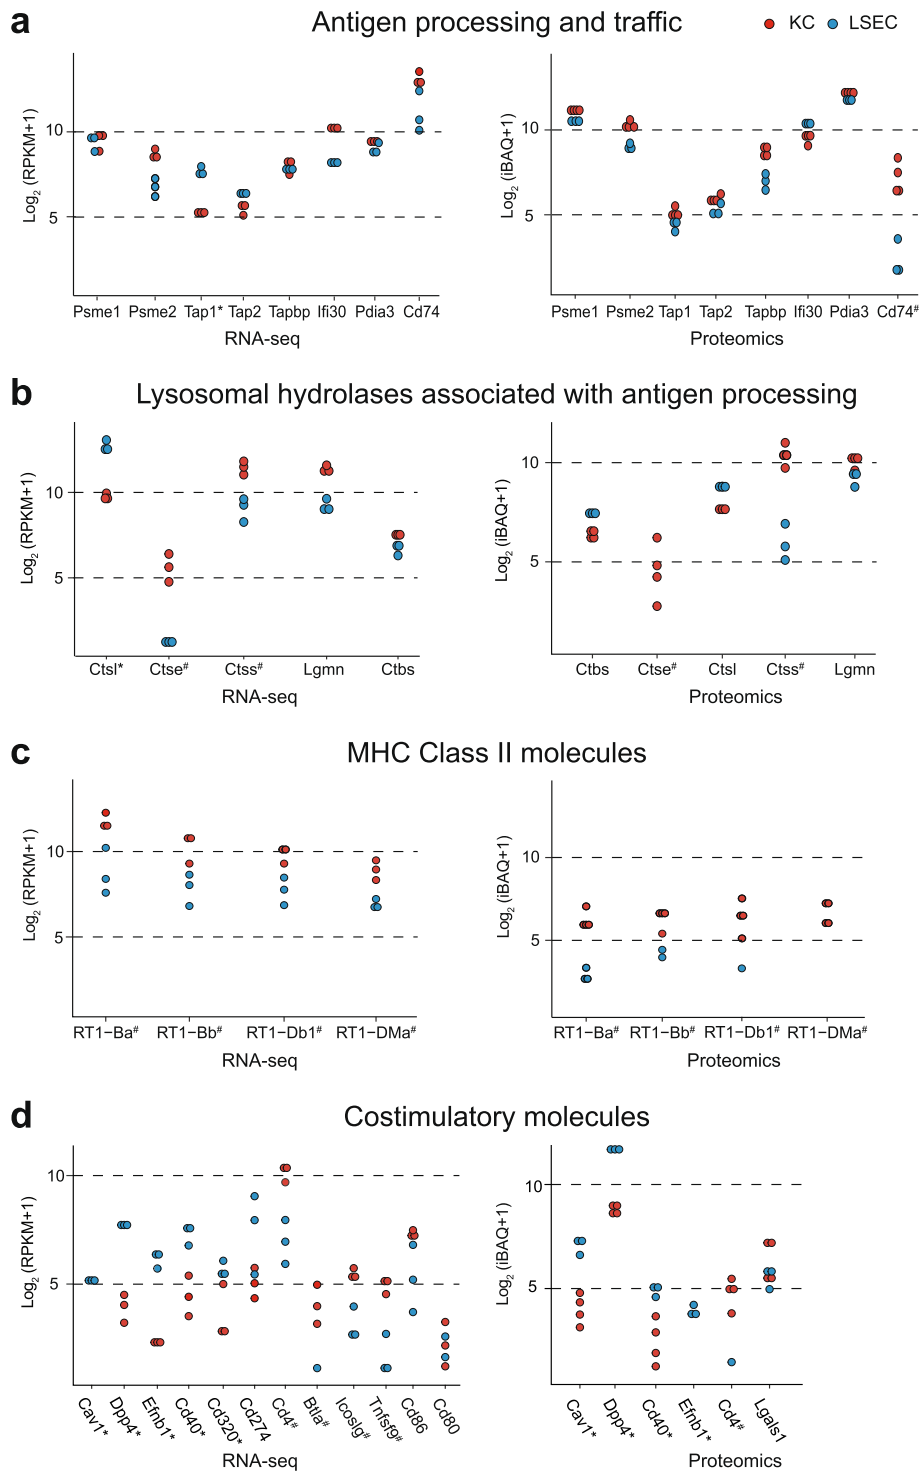 a Antigen processing and traffic KC LSEC
Log2 (RPKM+1)
10
5
Psme1 Psme2 Tap1* Tap2 Tapbp Ifi30 Pdia3 Cd74
RNA-seq
Log2 (iBAQ+1)
10
5
Psme1 Psme2 Tap1 Tap2 Tapbp Ifi30 Pdia3 Cd74#
Proteomics
b Lysosomal hydrolases associated with antigen processing
Log2 (RPKM+1)
10
5
Ctsl* Ctse# Ctss# Lgmn Ctbs
RNA-seq
Log2 (iBAQ+1)
10
5
Ctbs Ctse# Ctsl Ctss# Lgmn
Proteomics
c MHC Class II molecules
Log2 (RPKM+1)
10
5
RT1−Ba# RT1−Bb# RT1−Db1# RT1−DMa#
RNA-seq
Log2 (iBAQ+1)
10
5
RT1−Ba# RT1−Bb# RT1−Db1# RT1−DMa#
Proteomics
d Costimulatory molecules
Log2 (RPKM+1)
10
5
Cav1* Dpp4* Efnb1* Cd40* Cd320* Cd274 Cd4# Btla# Icoslg# Tnfsf9# Cd86 Cd80
RNA-seq
Log2 (iBAQ+1)
10
5
Cav1* Dpp4* Cd40* Efnb1* Cd4# Lgals1
Proteomics